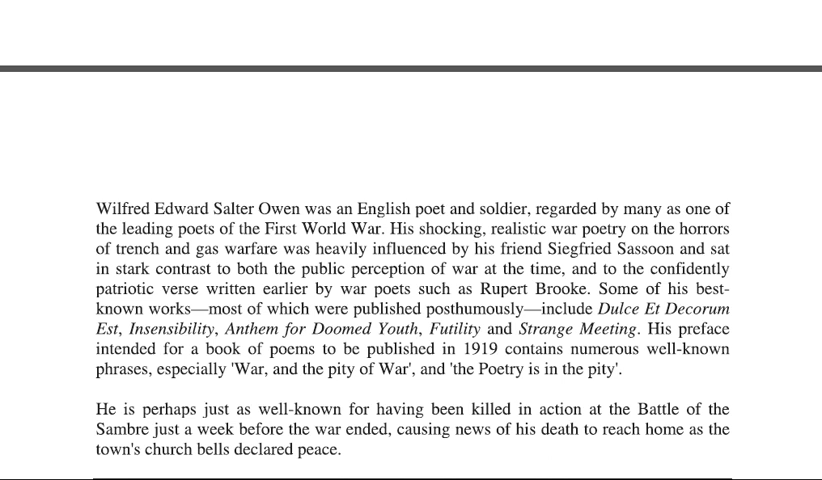 Wilfred Edward Salter Owen was an English poet and soldier, regarded by many as one of
the leading poets of the First World War. His shocking, realistic war poetry on the horrors
of trench and gas warfare was heavily influenced by his friend Siegfried Sassoon and sat
in stark contrast to both the public perception of war at the time, and to the confidently
patriotic verse written earlier by war poets such as Rupert Brooke. Some of his best-
known works—most of which were published posthumously—include Dulce Et Decorum
Est, Insensibility, Anthem for Doomed Youth, Futility and Strange Meeting. His preface
intended for a book of poems to be published in 1919 contains numerous well-known
phrases, especially 'War, and the pity of War', and 'the Poetry is in the pity'.
He is perhaps just as well-known for having been killed in action at the Battle of the
Sambre just a week before the war ended, causing news of his death to reach home as the
town's church bells declared peace.